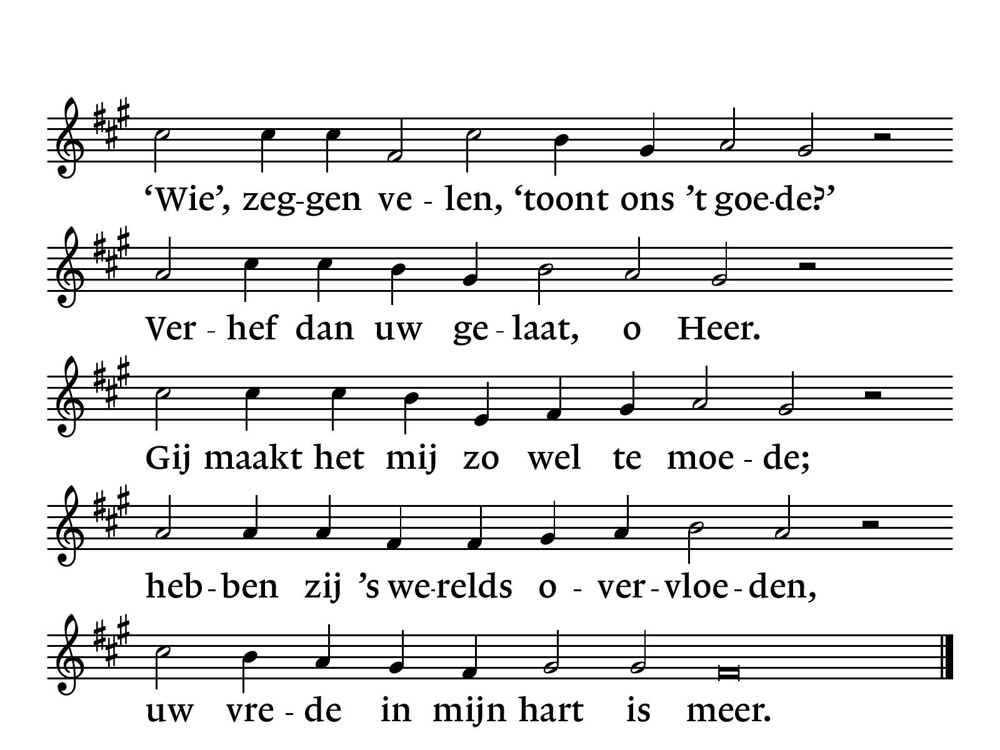 ‘Wie’, zeg-gen ve - len, ‘toont ons ’t goe-de?’
Ver - hef dan uw ge - laat, o Heer.
Gij maakt het mij zo wel te moe - de;
heb - ben zij ’s we-relds o - ver - vloe - den,
uw vre - de in mijn hart is meer.